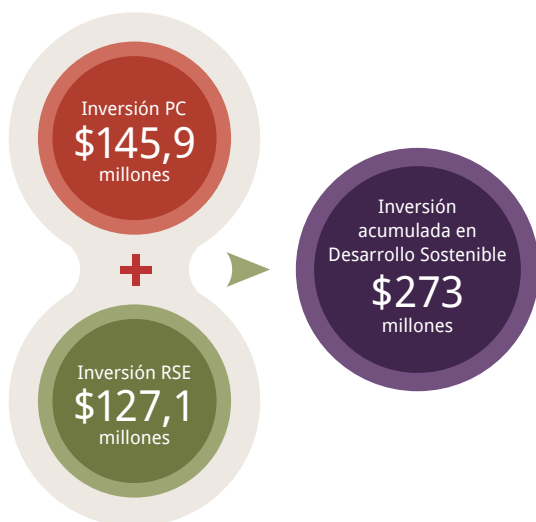 Inversión PC
$145,9
millones
+
Inversión RSE
$127,1
millones
Inversión
acumulada en
Desarrollo Sostenible
$273
millones